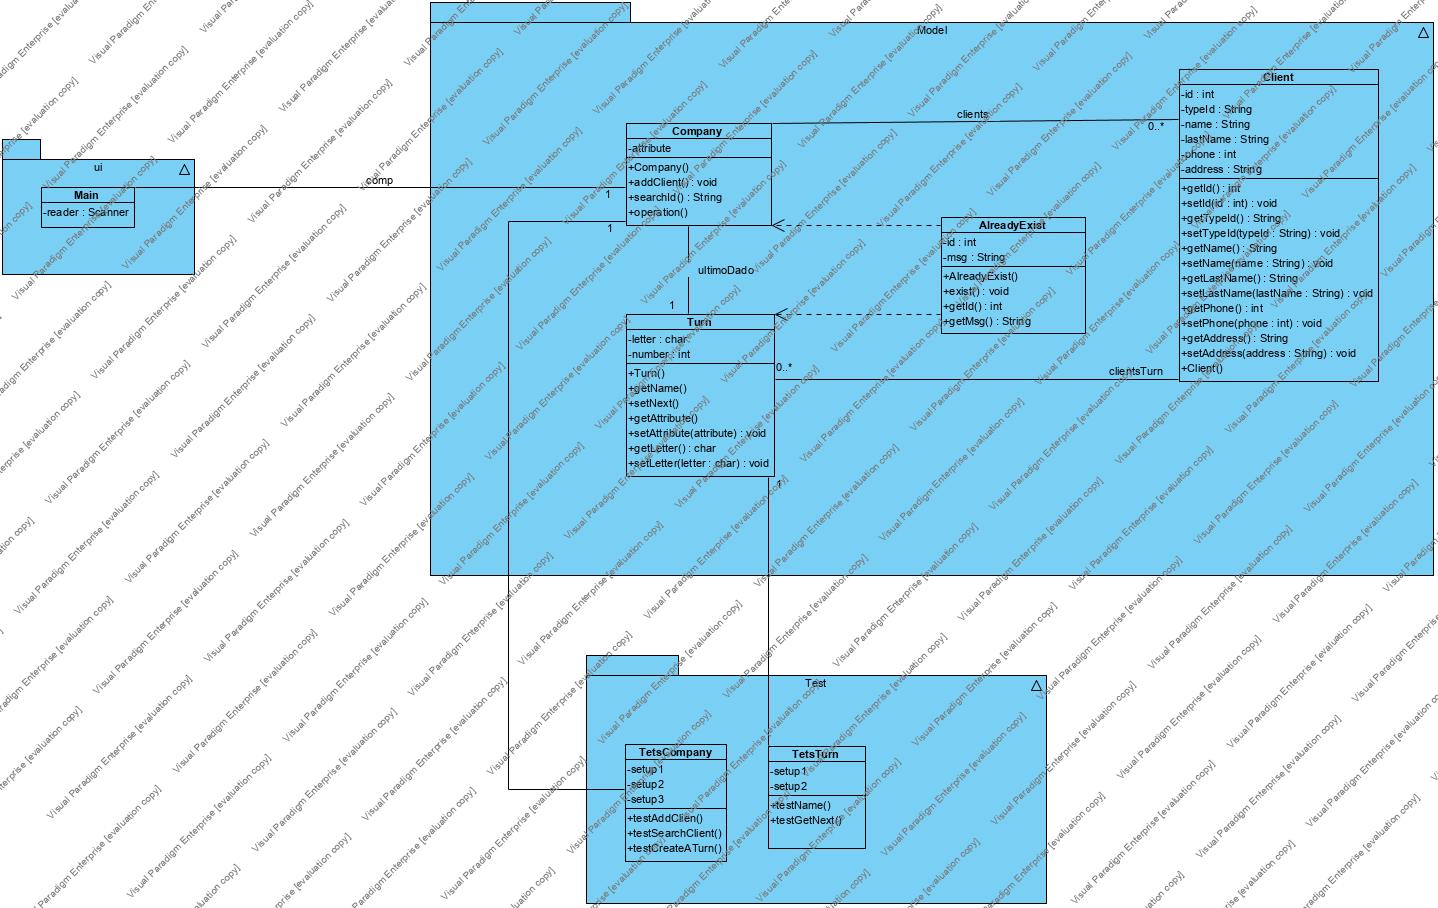 Model
ui
Main
-reader : Scanner
comp
1
Company
-attribute
+Company()
+addClient() : void
+searchId() : String
+operation()
1
clients
0..*
Client
-id : int
-typeId : String
-name : String
-lastName : String
-phone : int
-address : String
+getId() : int
+setId(id : int) : void
+getTypeId() : String
+setTypeId(typeId : String) : void
+getName() : String
+setName(name : String) : void
+getLastName() : String
+setLastName(lastName : String) : void
+getPhone() : int
+setPhone(phone : int) : void
+getAddress() : String
+setAddress(address : String) : void
+Client()
AlreadyExist
-id : int
-msg : String
+AlreadyExist()
+exist() : void
+getId() : int
+getMsg() : String
ultimoDado
1
Turn
-letter : char
-number : int
+Turn()
+getName()
+setNext()
+getAttribute()
+setAttribute(attribute) : void
+getLetter() : char
+setLetter(letter : char) : void
0..*
clientsTurn
1
Test
TetsCompany
-setup1
-setup2
-setup3
+testAddClien()
+testSearchClient()
+testCreateATurn()
TetsTurn
-setup1
-setup2
+testName()
+testGetNext()
Visual Paradigm Enterprise [evaluation copy]